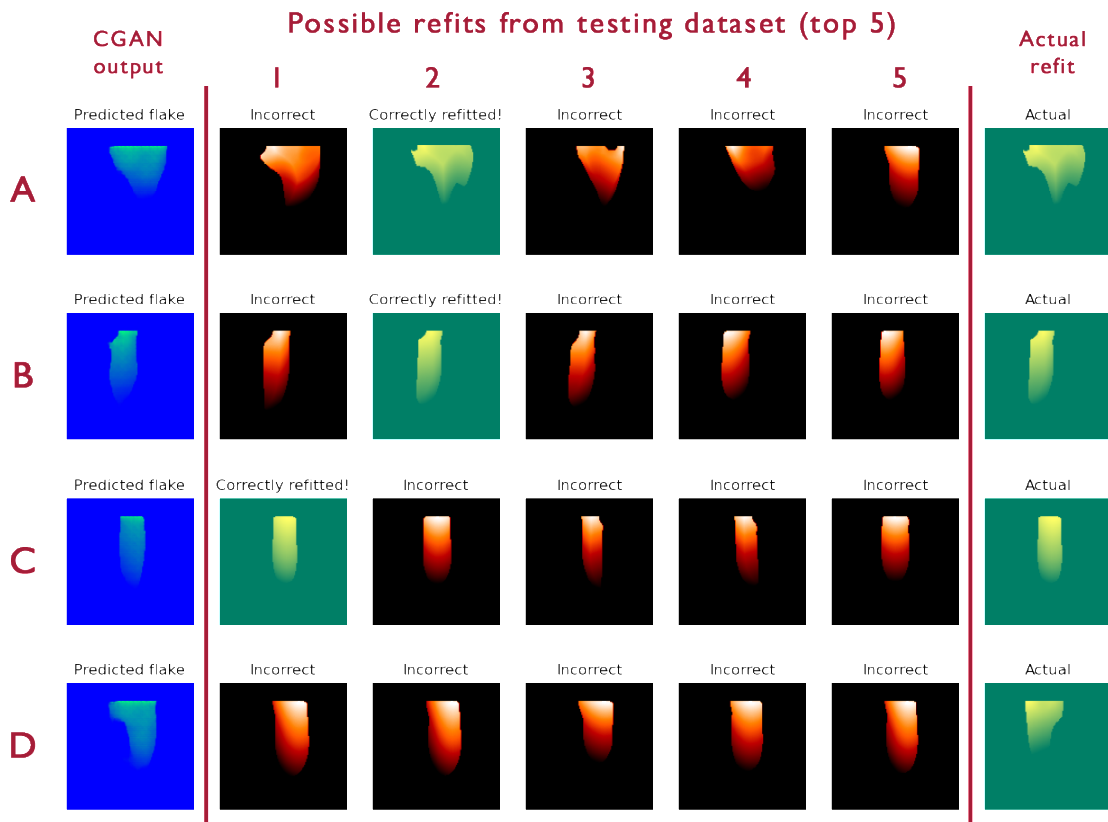 Possible refits from testing dataset (top 5)
CGAN
output
Actual
refit
1 2 3 4 5
Predicted flake Incorrect Correctly refitted! Incorrect Incorrect Incorrect Actual
A
Predicted flake Incorrect Correctly refitted! Incorrect Incorrect Incorrect Actual
B
Predicted flake Correctly refitted! Incorrect Incorrect Incorrect Incorrect Actual
C
Predicted flake Incorrect Incorrect Incorrect Incorrect Incorrect Actual
D